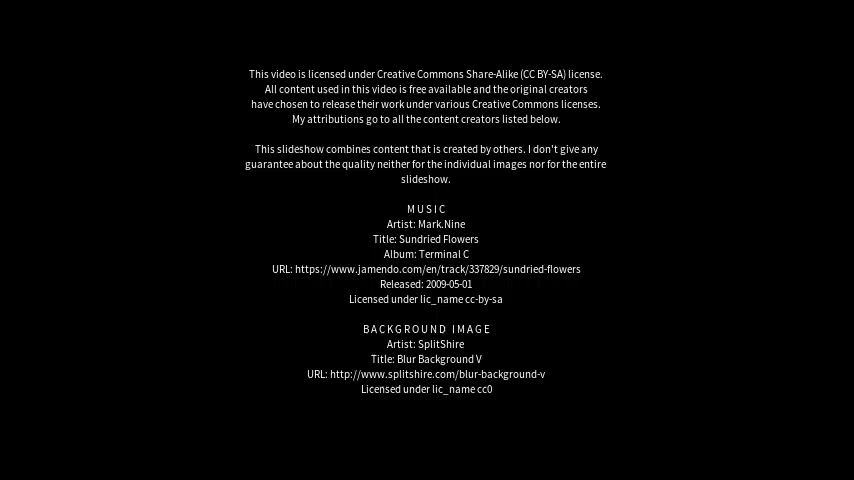 This video is licensed under Creative Commons Share-Alike (CC BY-SA) license.
All content used in this video is free available and the original creators
have chosen to release their work under various Creative Commons licenses.
My attributions go to all the content creators listed below.
This slideshow combines content that is created by others. I don't give any
guarantee about the quality neither for the individual images nor for the entire
slideshow.
MUSIC
Artist: Mark.Nine
Title: Sundried Flowers
Album: Terminal C
URL: https://www.jamendo.com/en/track/337829/sundried-flowers
Released: 2009-05-01
Licensed under lic_name cc-by-sa
BACKGROUND IMAGE
Artist: SplitShire
Title: Blur Background V
URL: http://www.splitshire.com/blur-background-v
Licensed under lic_name cc0